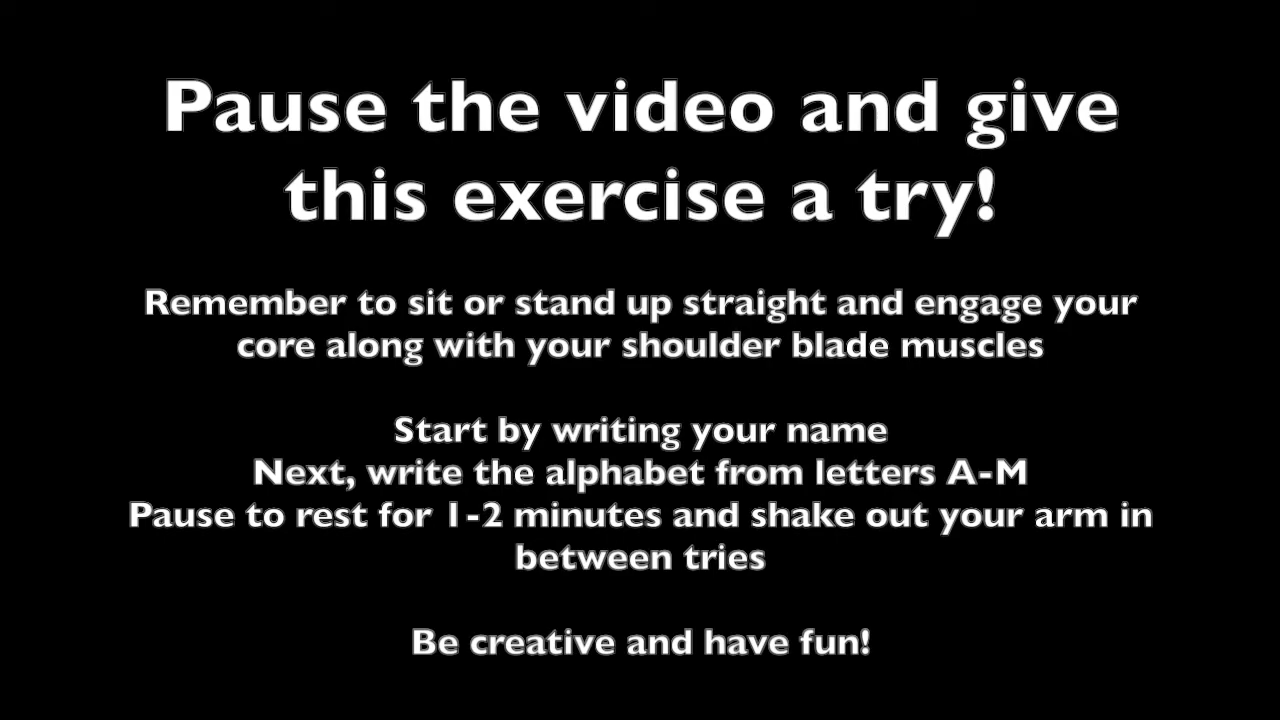 Pause the video and give
this exercise a try!
Remember to sit or stand up straight and engage your
core along with your shoulder blade muscles
Start by writing your name
Next, write the alphabet from letters A-M
Pause to rest for 1-2 minutes and shake out your arm in
between tries
Be creative and have fun!